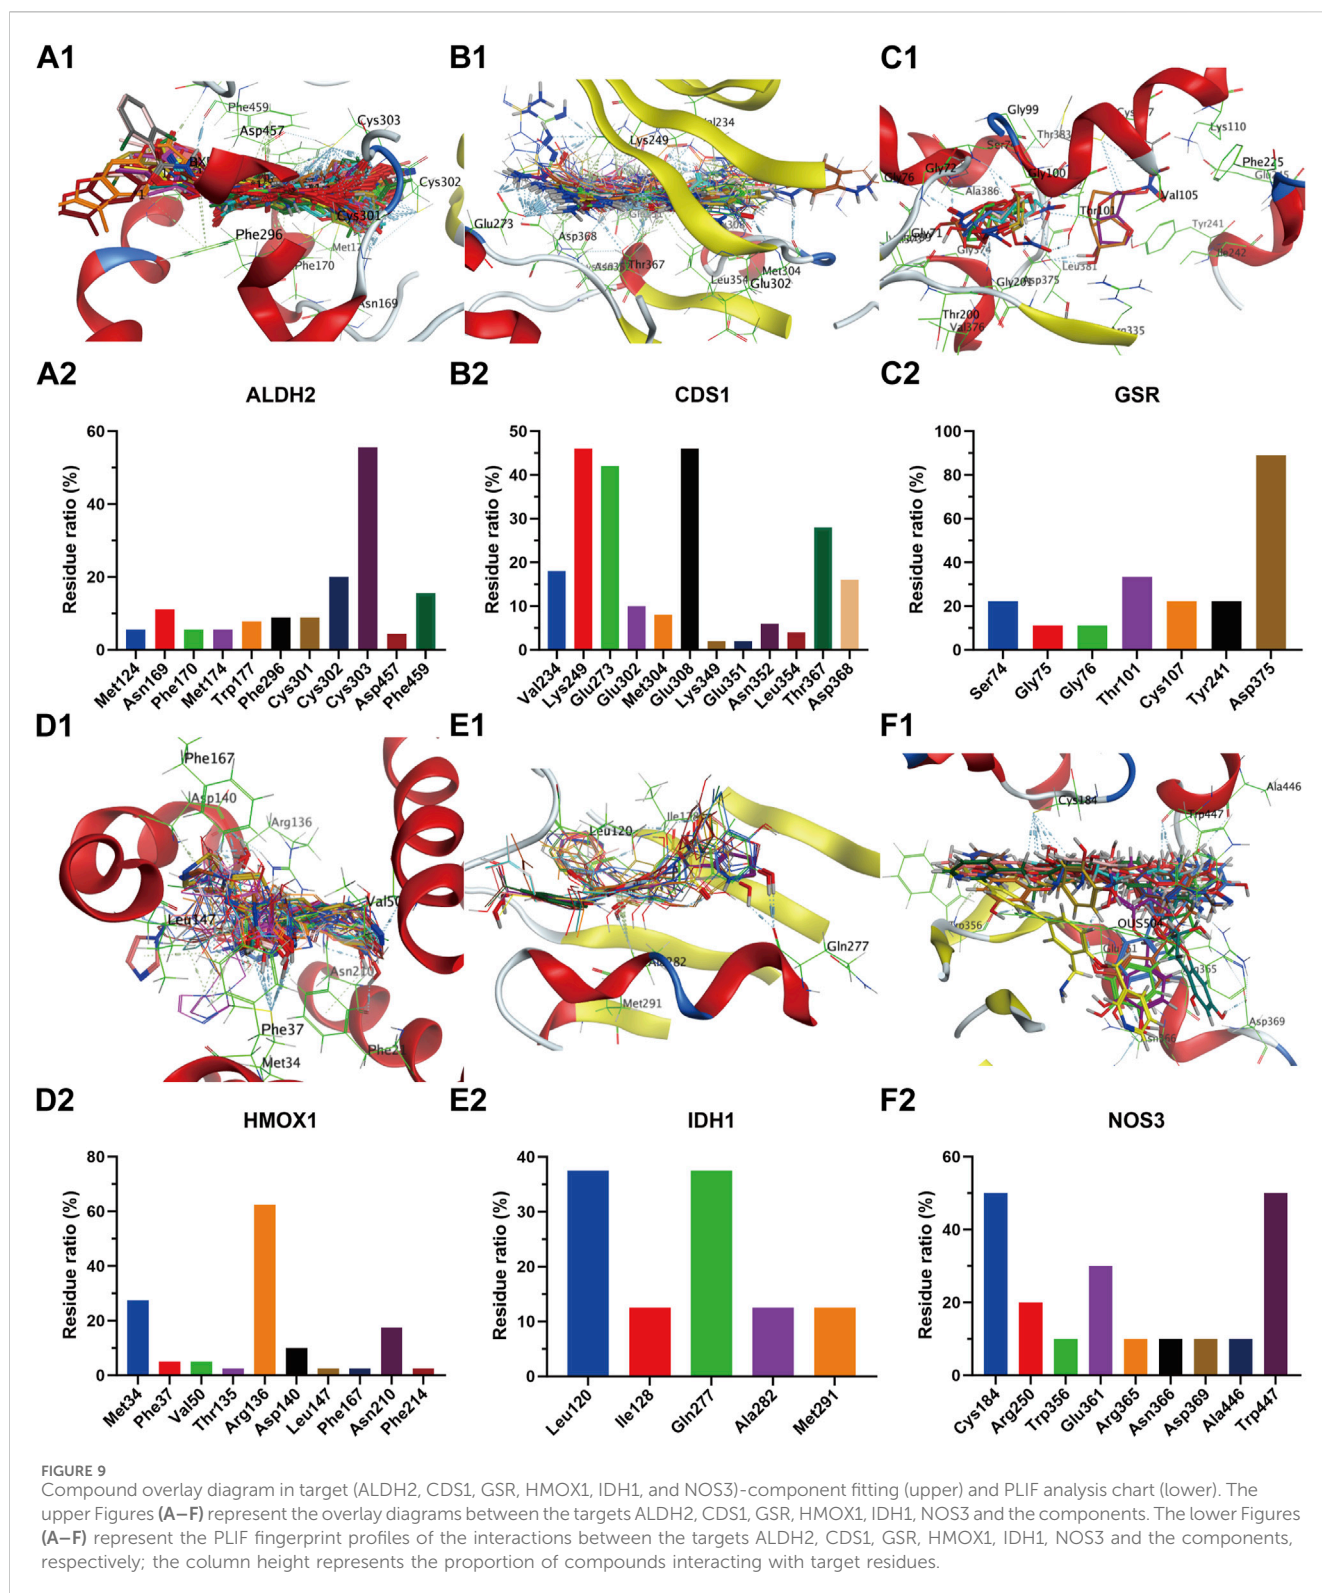 A1
Phe459
Asp457
Cys303
Cys302
Cys301
Phe296
Phe170
Asn169
B1
Val234
Lys249
Glu273
Asp368
Thr367
Leu354
Met304
Glu302
C1
Gly99
Thr383
Lys110
Phe225
Gly72
Gly76
Gly100
Ala386
Val105
Thr101
Gly71
Tyr241
Ile242
Leu381
Asp375
Gly201
Thr200
Val376
A2
ALDH2
Residue ratio (%)
60
40
20
0
Met124
Asn169
Phe170
Met174
Trp177
Phe296
Cys301
Cys302
Cys303
Asp457
Phe459
B2
CDS1
Residue ratio (%)
50
40
30
20
10
0
Val234
Lys249
Glu273
Glu302
Met304
Glu308
Lys349
Glu351
Asn352
Leu354
Thr367
Asp368
C2
GSR
Residue ratio (%)
100
80
60
40
20
0
Ser74
Gly75
Gly76
Thr101
Cys107
Tyr241
Asp375
D1
Phe167
Asp140
Arg136
Leu147
Asn210
Phe37
Met34
E1
Leu120
Gln277
Met291
F1
Ala446
Cys184
Trp447
OUS504
Asp369
D2
HMOX1
Residue ratio (%)
80
60
40
20
0
Met34
Phe37
Val50
Thr135
Arg136
Asp140
Leu147
Phe167
Asn210
Phe214
E2
IDH1
Residue ratio (%)
40
30
20
10
0
Leu120
Ile128
Gln277
Ala282
Met291
F2
NOS3
Residue ratio (%)
60
40
20
0
Cys184
Arg250
Trp356
Glu361
Arg365
Asn366
Asp369
Ala446
Trp447
FIGURE 9
Compound overlay diagram in target (ALDH2, CDS1, GSR, HMOX1, IDH1, and NOS3)-component fitting (upper) and PLIF analysis chart (lower). The
upper Figures (A–F) represent the overlay diagrams between the targets ALDH2, CDS1, GSR, HMOX1, IDH1, NOS3 and the components. The lower Figures
(A–F) represent the PLIF fingerprint profiles of the interactions between the targets ALDH2, CDS1, GSR, HMOX1, IDH1, NOS3 and the components,
respectively; the column height represents the proportion of compounds interacting with target residues.